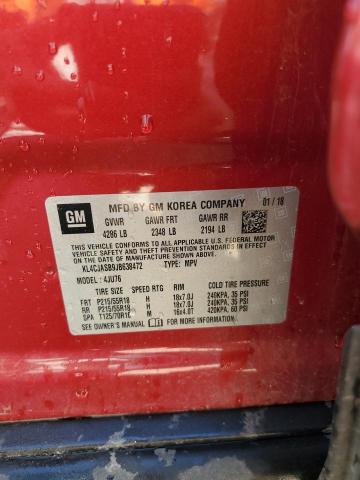 GM
MFD BY GM KOREA COMPANY 01/18
GVWR GAWR FRT GAWR RR
4286 LB 2348 LB 2194 LB
THIS VEHICLE CONFORMS TO ALL APPLICABLE U.S. FEDERAL MOTOR
VEHICLE SAFETY AND THEFT PREVENTION STANDARDS IN EFFECT ON
THE DATE OF MANUFACTURE SHOWN ABOVE.
KL4CJASB9JB638472 TYPE: MPV
MODEL: 4JU76
TIRE SIZE SPEED RTG RIM COLD TIRE PRESSURE
FRT P215/55R18 H 18x7.0J 240KPA, 35 PSI
RR P215/55R18 H 18x7.0J 240KPA, 35 PSI
SPA T125/70R16 M 16x4.0T 420KPA, 60 PSI
SEE OWNER'S MANUAL FOR ADDITIONAL INFORMATION.